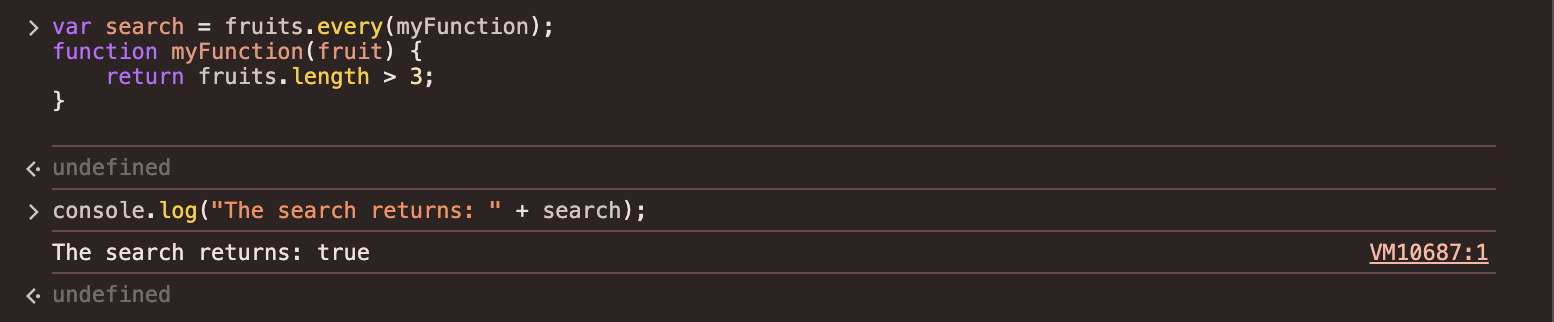 > var search = fruits.every(myFunction);
function myFunction(fruit) {
    return fruits.length > 3;
}
<· undefined
> console.log("The search returns: " + search);
The search returns: true VM10687:1
<· undefined